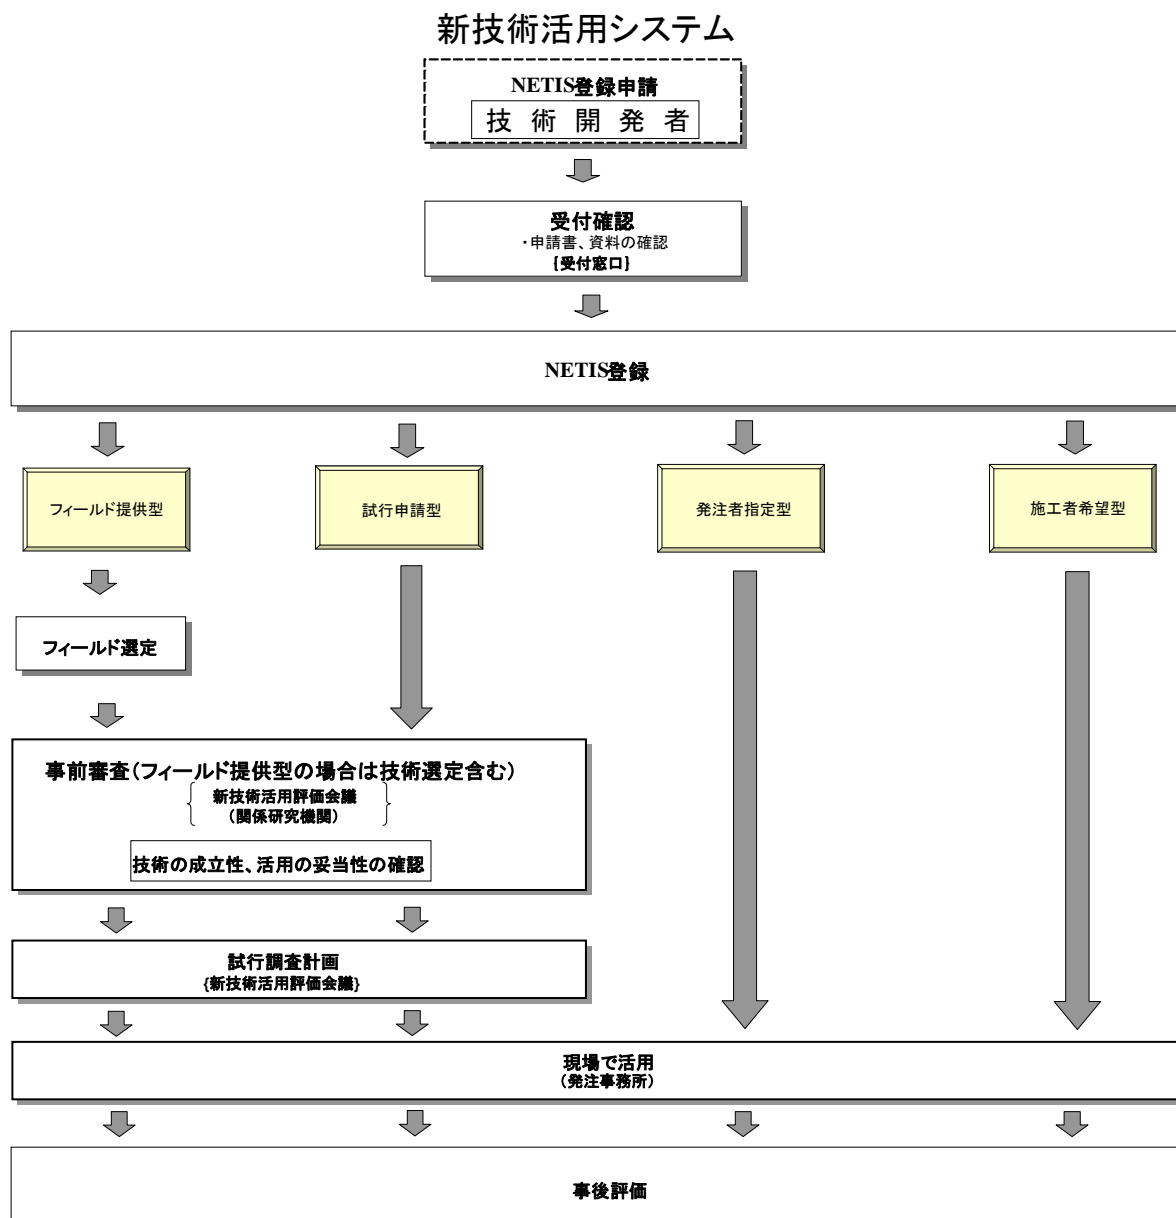 新技術活用システム
NETIS登録申請
技術開発者
受付確認
・申請書、資料の確認
{受付窓口}
NETIS登録
フィールド提供型
試行申請型
発注者指定型
施工者希望型
フィールド選定
事前審査(フィールド提供型の場合は技術選定含む)
新技術活用評価会議
(関係研究機関)
技術の成立性、活用の妥当性の確認
試行調査計画
{新技術活用評価会議}
現場で活用
(発注事務所)
事後評価